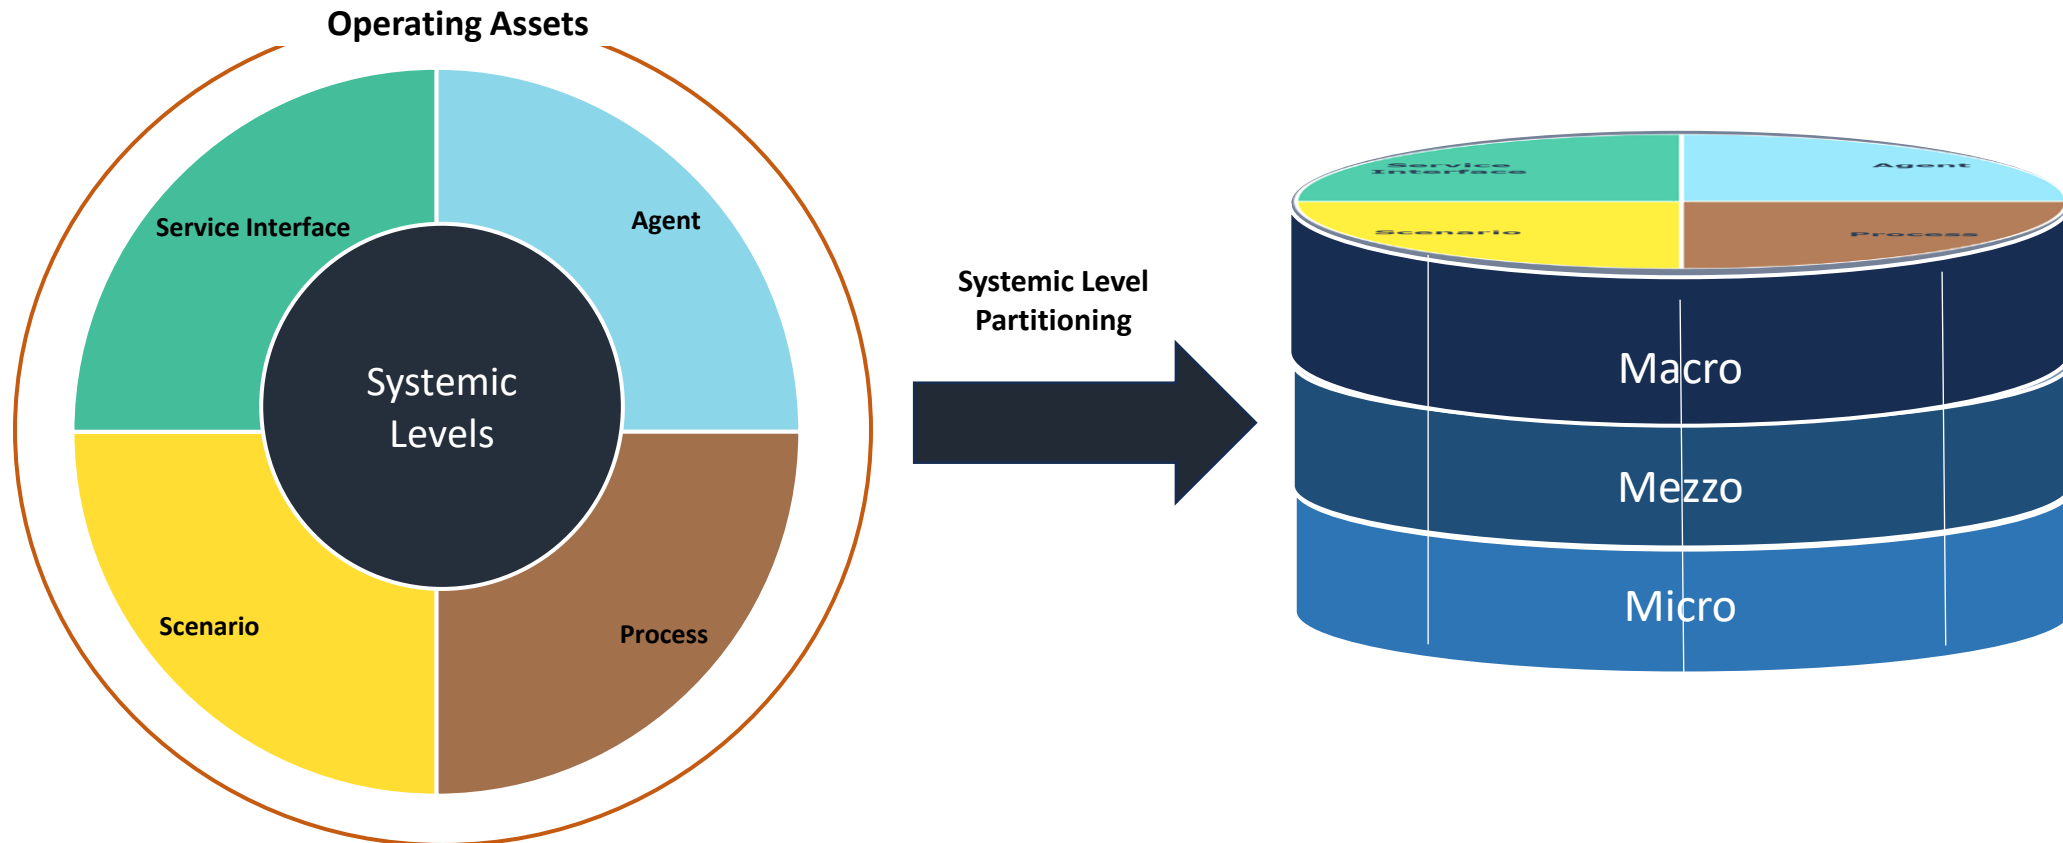 Operating Assets
Service Interface
Agent
Systemic
Levels
Scenario
Process
Systemic Level
Partitioning
Service
Interface
Agent
Scenario
Process
Macro
Mezzo
Micro